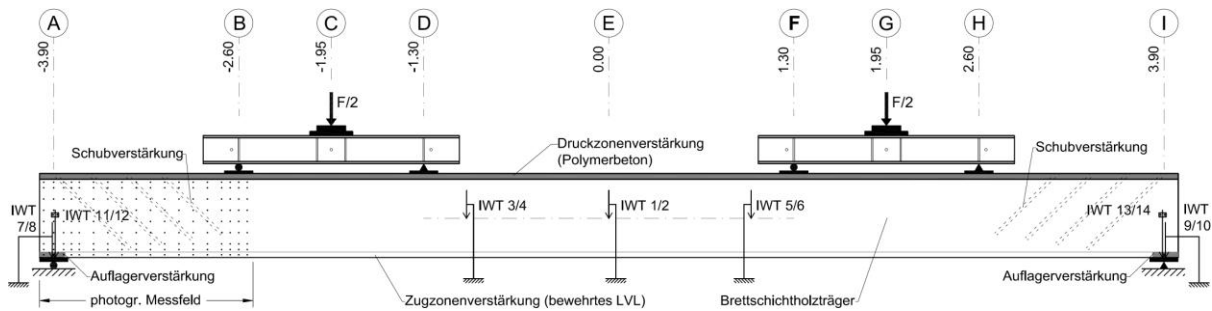 A B C D E F G H I
-3.90 -2.60 -1.95 -1.30 0.00 1.30 1.95 2.60 3.90
F/2 F/2
Druckzonenverstärkung
(Polymerbeton)
Schubverstärkung
Schubverstärkung
IWT
7/8
IWT 11/12
IWT 3/4
IWT 1/2
IWT 5/6
IWT 13/14
IWT
9/10
Auflagerverstärkung
Auflagerverstärkung
photogr. Messfeld
Zugzonenverstärkung (bewehrtes LVL)
Brettschichtholzträger